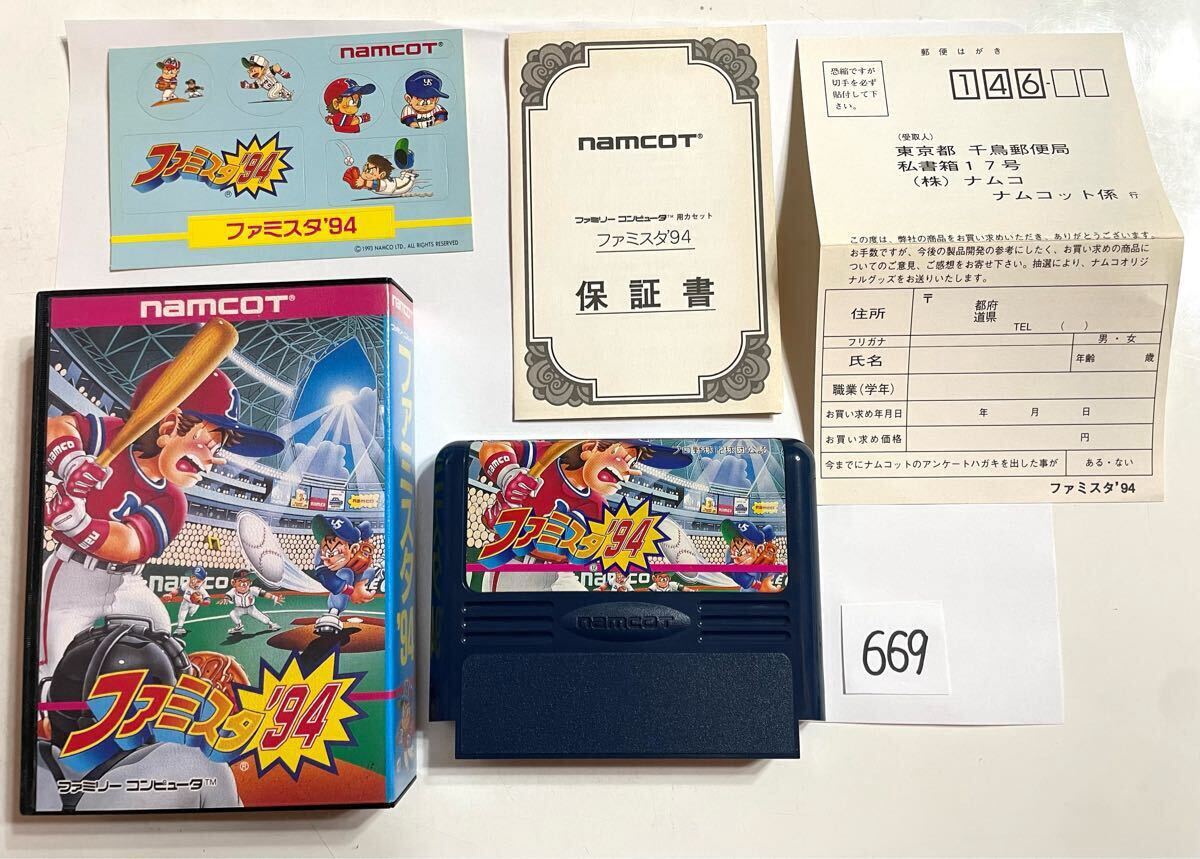 namcoT®
ファミスタ'94
®
ファミスタ'94
©1993 NAMCO LTD., ALL RIGHTS RESERVED
namcoT®
ファミリー コンピュータ™ 用カセット
ファミスタ'94
保証書
郵便はがき
恐縮ですが
切手を必ず
貼付して下
さい。
146-
(受取人)
東京都 千鳥郵便局
私書箱17号
(株) ナムコ
ナムコット係 行
この度は、弊社の商品をお買い求めいただき、ありがとうございます。
お手数ですが、今後の製品開発の参考にしたく、お買い求めの商品に
ついてのご意見、ご感想をお寄せ下さい。抽選により、ナムコオリジ
ナルグッズをお送りいたします。
住所
〒
都府
道県
TEL ( )
フリガナ
男・女
氏名
年齢 歳
職業(学年)
お買い求め年月日
年 月 日
お買い求め価格
円
今までにナムコットのアンケートハガキを出した事が
ある・ない
ファミスタ'94
namcoT®
namco
namco
ファミスタ'94
®
ファミリー コンピュータ™
namcoT
ファミスタ'94
ファミスタ'94
®
namcoT
669